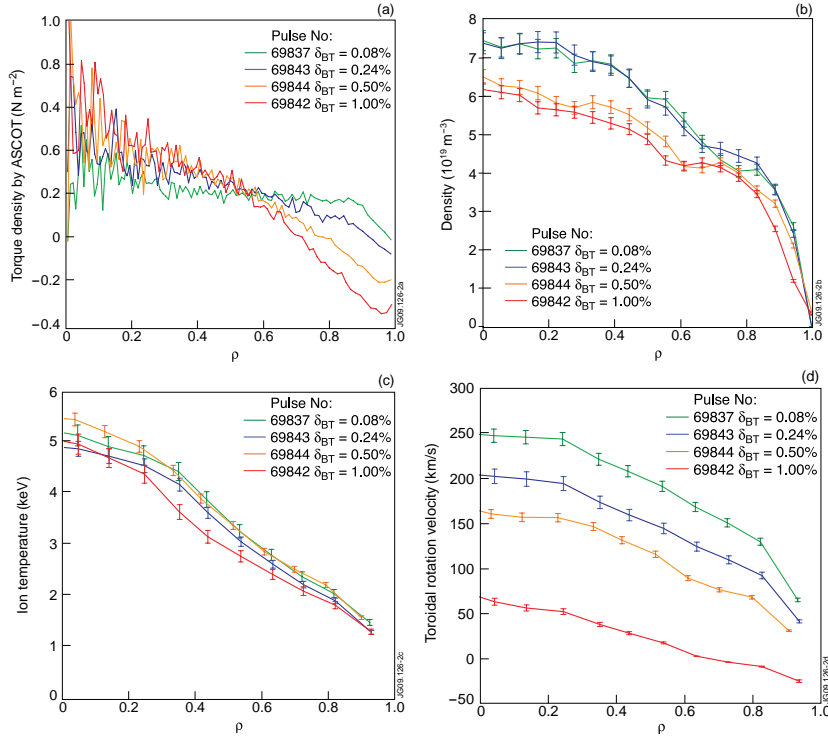 (a)
Pulse No:
69837 δBT = 0.08%
69843 δBT = 0.24%
69844 δBT = 0.50%
69842 δBT = 1.00%
Torque density by ASCOT (N m⁻²)
1.0
0.8
0.6
0.6
0.2
0
−0.2
−0.4
0 0.2 0.4 0.6 0.8 1.0
ρ
JG09.126-2a
(b)
Density (10¹⁹ m⁻³)
8
7
6
5
4
3
2
1
0
Pulse No:
69837 δBT = 0.08%
69843 δBT = 0.24%
69844 δBT = 0.50%
69842 δBT = 1.00%
0 0.2 0.4 0.6 0.8 1.0
ρ
JG09.126-2b
(c)
Pulse No:
69837 δBT = 0.08%
69843 δBT = 0.24%
69844 δBT = 0.50%
69842 δBT = 1.00%
Ion temperature (keV)
6
5
4
3
2
1
0
0 0.2 0.4 0.6 0.8 1.0
ρ
JG09.126-2c
(d)
Pulse No:
69837 δBT = 0.08%
69843 δBT = 0.24%
69844 δBT = 0.50%
69842 δBT = 1.00%
Toroidal rotation velocity (km/s)
300
250
200
150
100
50
0
−50
0 0.2 0.4 0.6 0.8 1.0
ρ
JG09.126-2d